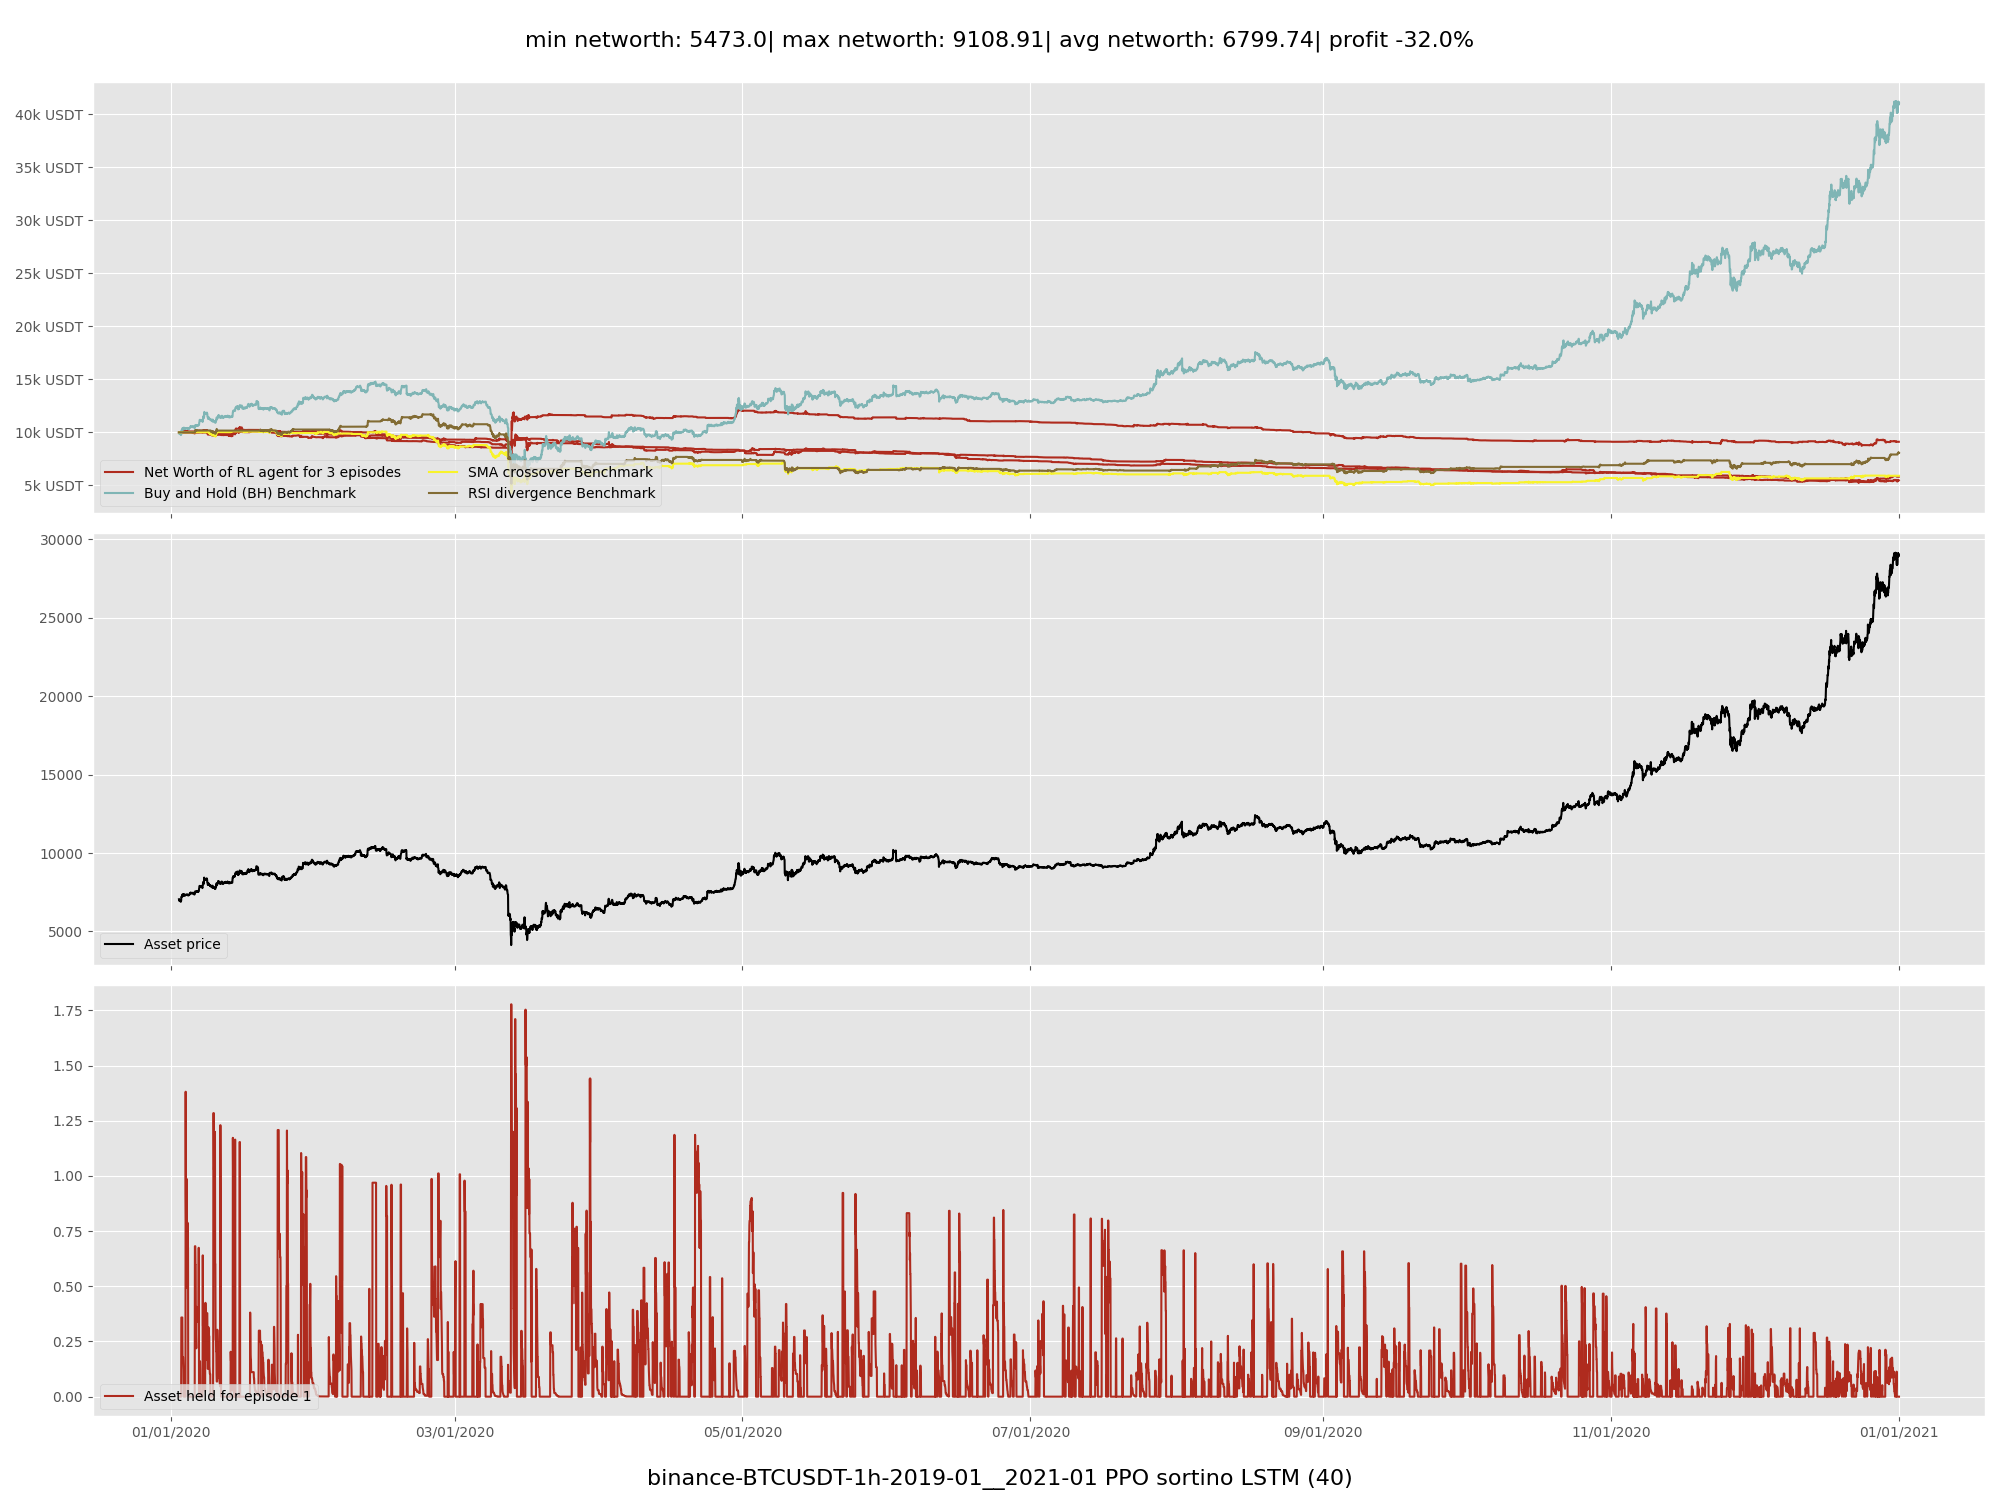 min networth: 5473.0| max networth: 9108.91| avg networth: 6799.74| profit -32.0%
40k USDT
35k USDT
30k USDT
25k USDT
20k USDT
15k USDT
10k USDT
5k USDT
Net Worth of RL agent for 3 episodes
Buy and Hold (BH) Benchmark
SMA crossover Benchmark
RSI divergence Benchmark
30000
25000
20000
15000
10000
5000
Asset price
1.75
1.50
1.25
1.00
0.75
0.50
0.25
0.00
Asset held for episode 1
01/01/2020
03/01/2020
05/01/2020
07/01/2020
09/01/2020
11/01/2020
01/01/2021
binance-BTCUSDT-1h-2019-01__2021-01 PPO sortino LSTM (40)